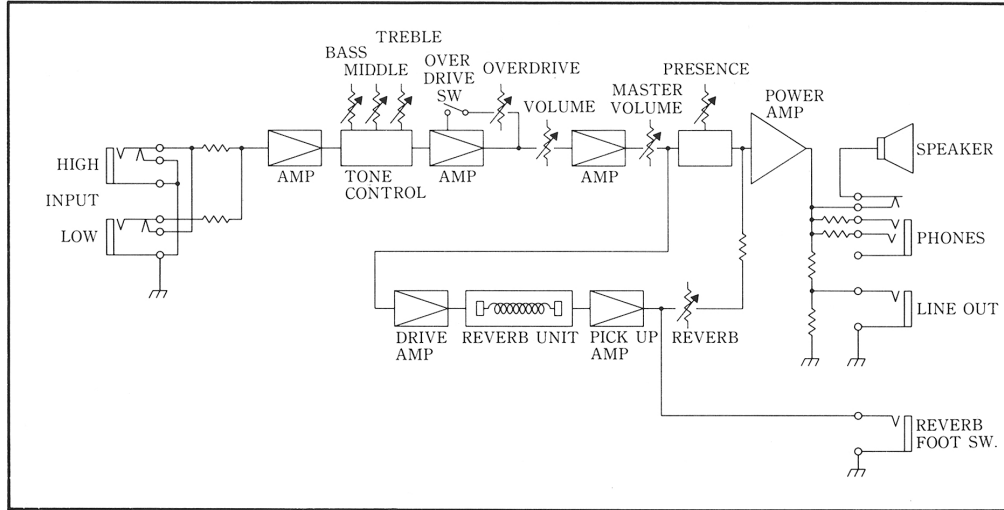 TREBLE
BASS
MIDDLE
OVER
DRIVE
SW
OVERDRIVE
VOLUME
MASTER
VOLUME
PRESENCE
POWER
AMP
SPEAKER
HIGH
INPUT
LOW
AMP
TONE
CONTROL
AMP
AMP
PHONES
LINE OUT
DRIVE
AMP
REVERB UNIT
PICK UP
AMP
REVERB
REVERB
FOOT SW.